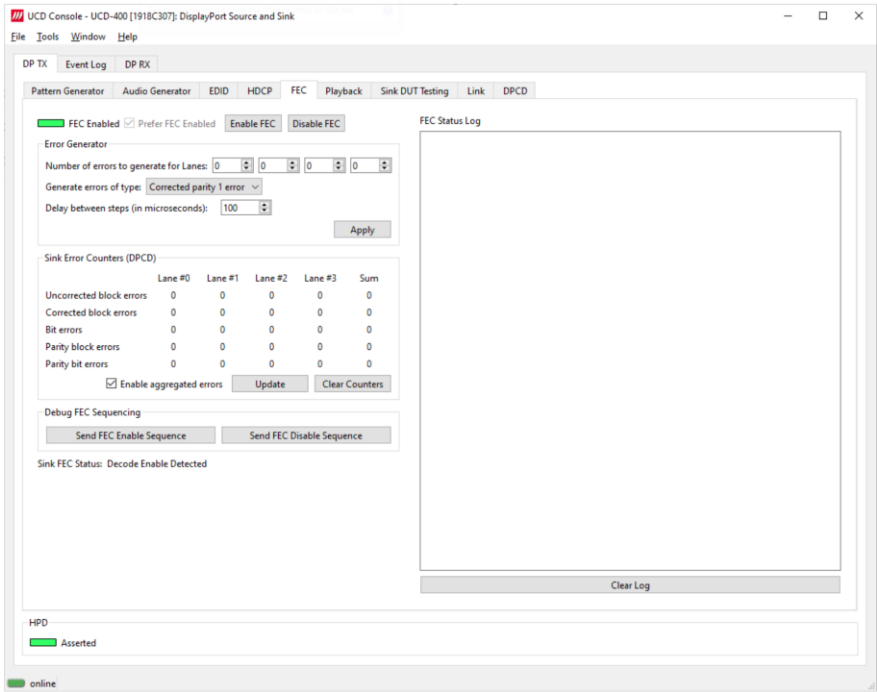 UCD Console - UCD-400 [1918C307]: DisplayPort Source and Sink
File Tools Window Help
DP TX Event Log DP RX
Pattern Generator Audio Generator EDID HDCP FEC Playback Sink DUT Testing Link DPCD
FEC Enabled Prefer FEC Enabled Enable FEC Disable FEC
Error Generator
Number of errors to generate for Lanes: 0 0 0 0
Generate errors of type: Corrected parity 1 error
Delay between steps (in microseconds): 100
Apply
Sink Error Counters (DPCD)
Lane #0 Lane #1 Lane #2 Lane #3 Sum
Uncorrected block errors 0 0 0 0 0
Corrected block errors 0 0 0 0 0
Bit errors 0 0 0 0 0
Parity block errors 0 0 0 0 0
Parity bit errors 0 0 0 0 0
Enable aggregated errors Update Clear Counters
Debug FEC Sequencing
Send FEC Enable Sequence Send FEC Disable Sequence
Sink FEC Status: Decode Enable Detected
FEC Status Log
Clear Log
HPD
Asserted
online